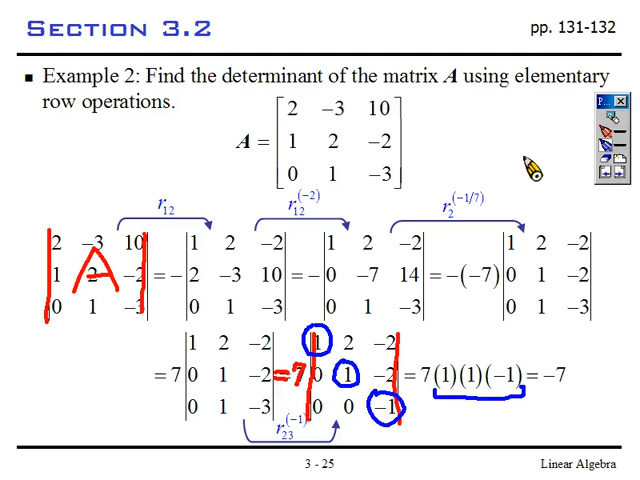 SECTION 3.2 pp. 131-132
■ Example 2: Find the determinant of the matrix A using elementary
row operations.
A = [2 −3 10
1 2 −2
0 1 −3]
r₁₂ r₁₂^(−2) r₂^(−1/7)
|2 −3 10| |1 2 −2| |1 2 −2| |1 2 −2|
|1 2 −2| = − |2 −3 10| = − |0 −7 14| = −(−7) |0 1 −2|
|0 1 −3| |0 1 −3| |0 1 −3| |0 1 −3|
A
|1 2 −2| |1 2 −2|
= 7 |0 1 −2| = 7 |0 1 −2| = 7(1)(1)(−1) = −7
|0 1 −3| |0 0 −1|
r₂₃^(−1)
3 - 25 Linear Algebra
P...